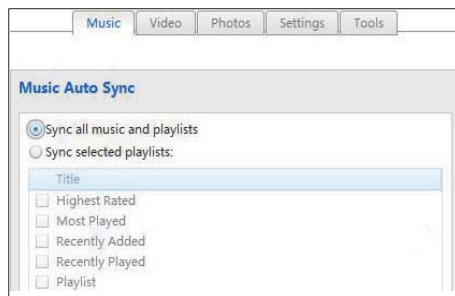 Music Video Photos Settings Tools
Music Auto Sync
Sync all music and playlists
Sync selected playlists:
Title
Highest Rated
Most Played
Recently Added
Recently Played
Playlist